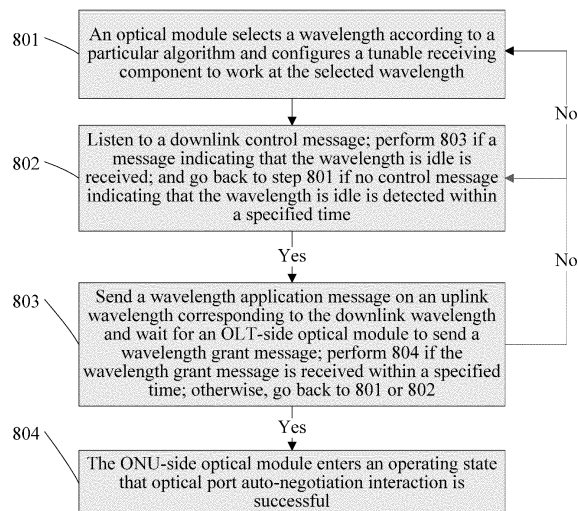 801
An optical module selects a wavelength according to a
particular algorithm and configures a tunable receiving
component to work at the selected wavelength
No
802
Listen to a downlink control message; perform 803 if a
message indicating that the wavelength is idle is
received; and go back to step 801 if no control message
indicating that the wavelength is idle is detected within
a specified time
Yes
No
803
Send a wavelength application message on an uplink
wavelength corresponding to the downlink wavelength
and wait for an OLT-side optical module to send a
wavelength grant message; perform 804 if the
wavelength grant message is received within a specified
time; otherwise, go back to 801 or 802
Yes
804
The ONU-side optical module enters an operating state
that optical port auto-negotiation interaction is
successful